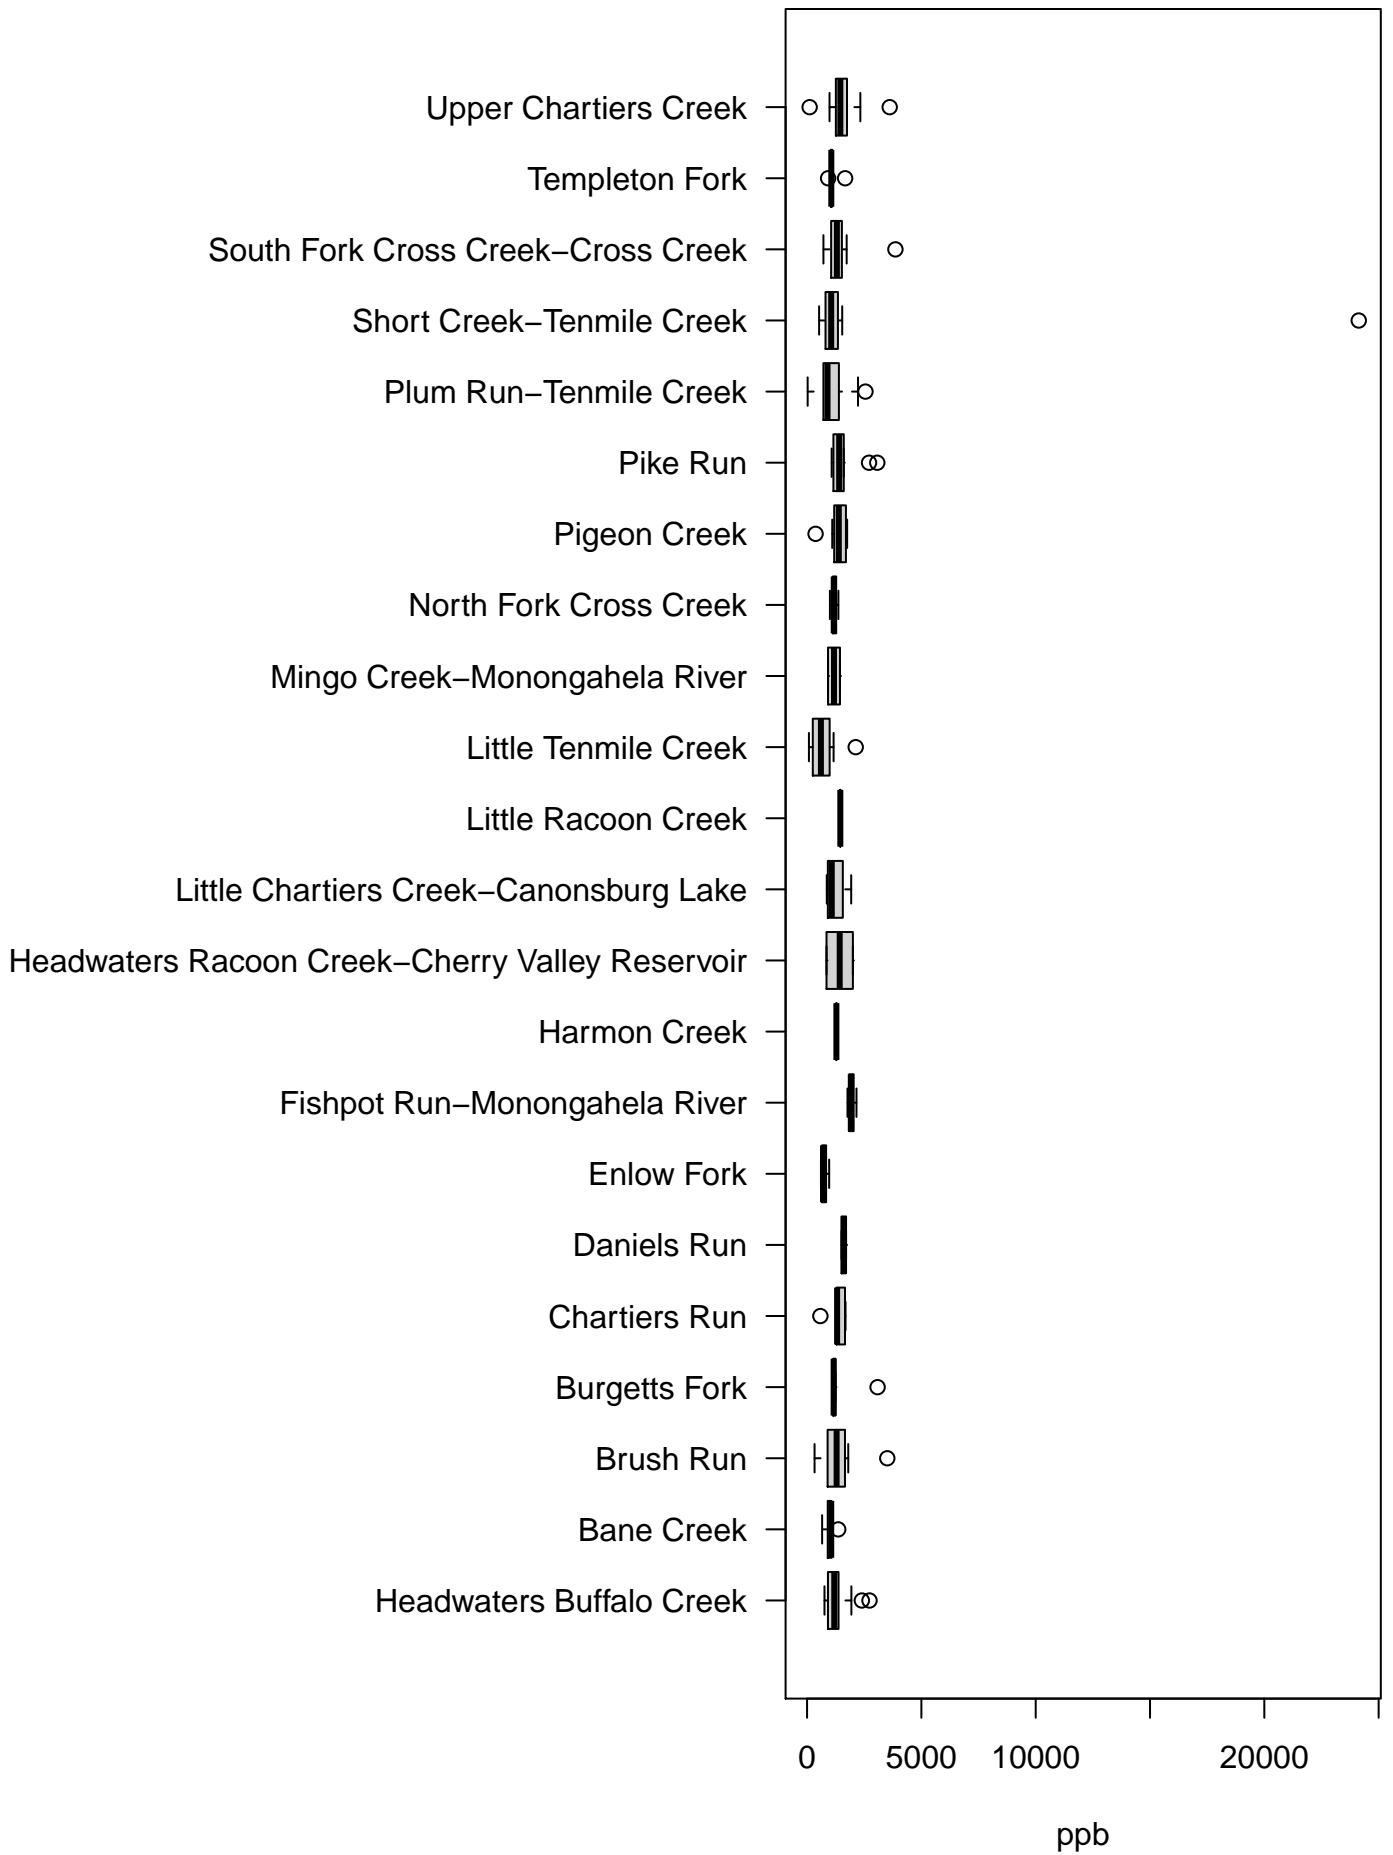 Upper Chartiers Creek
Templeton Fork
South Fork Cross Creek−Cross Creek
Short Creek−Tenmile Creek
Plum Run−Tenmile Creek
Pike Run
Pigeon Creek
North Fork Cross Creek
Mingo Creek−Monongahela River
Little Tenmile Creek
Little Racoon Creek
Little Chartiers Creek−Canonsburg Lake
Headwaters Racoon Creek−Cherry Valley Reservoir
Harmon Creek
Fishpot Run−Monongahela River
Enlow Fork
Daniels Run
Chartiers Run
Burgetts Fork
Brush Run
Bane Creek
Headwaters Buffalo Creek
0 5000 10000 20000
ppb